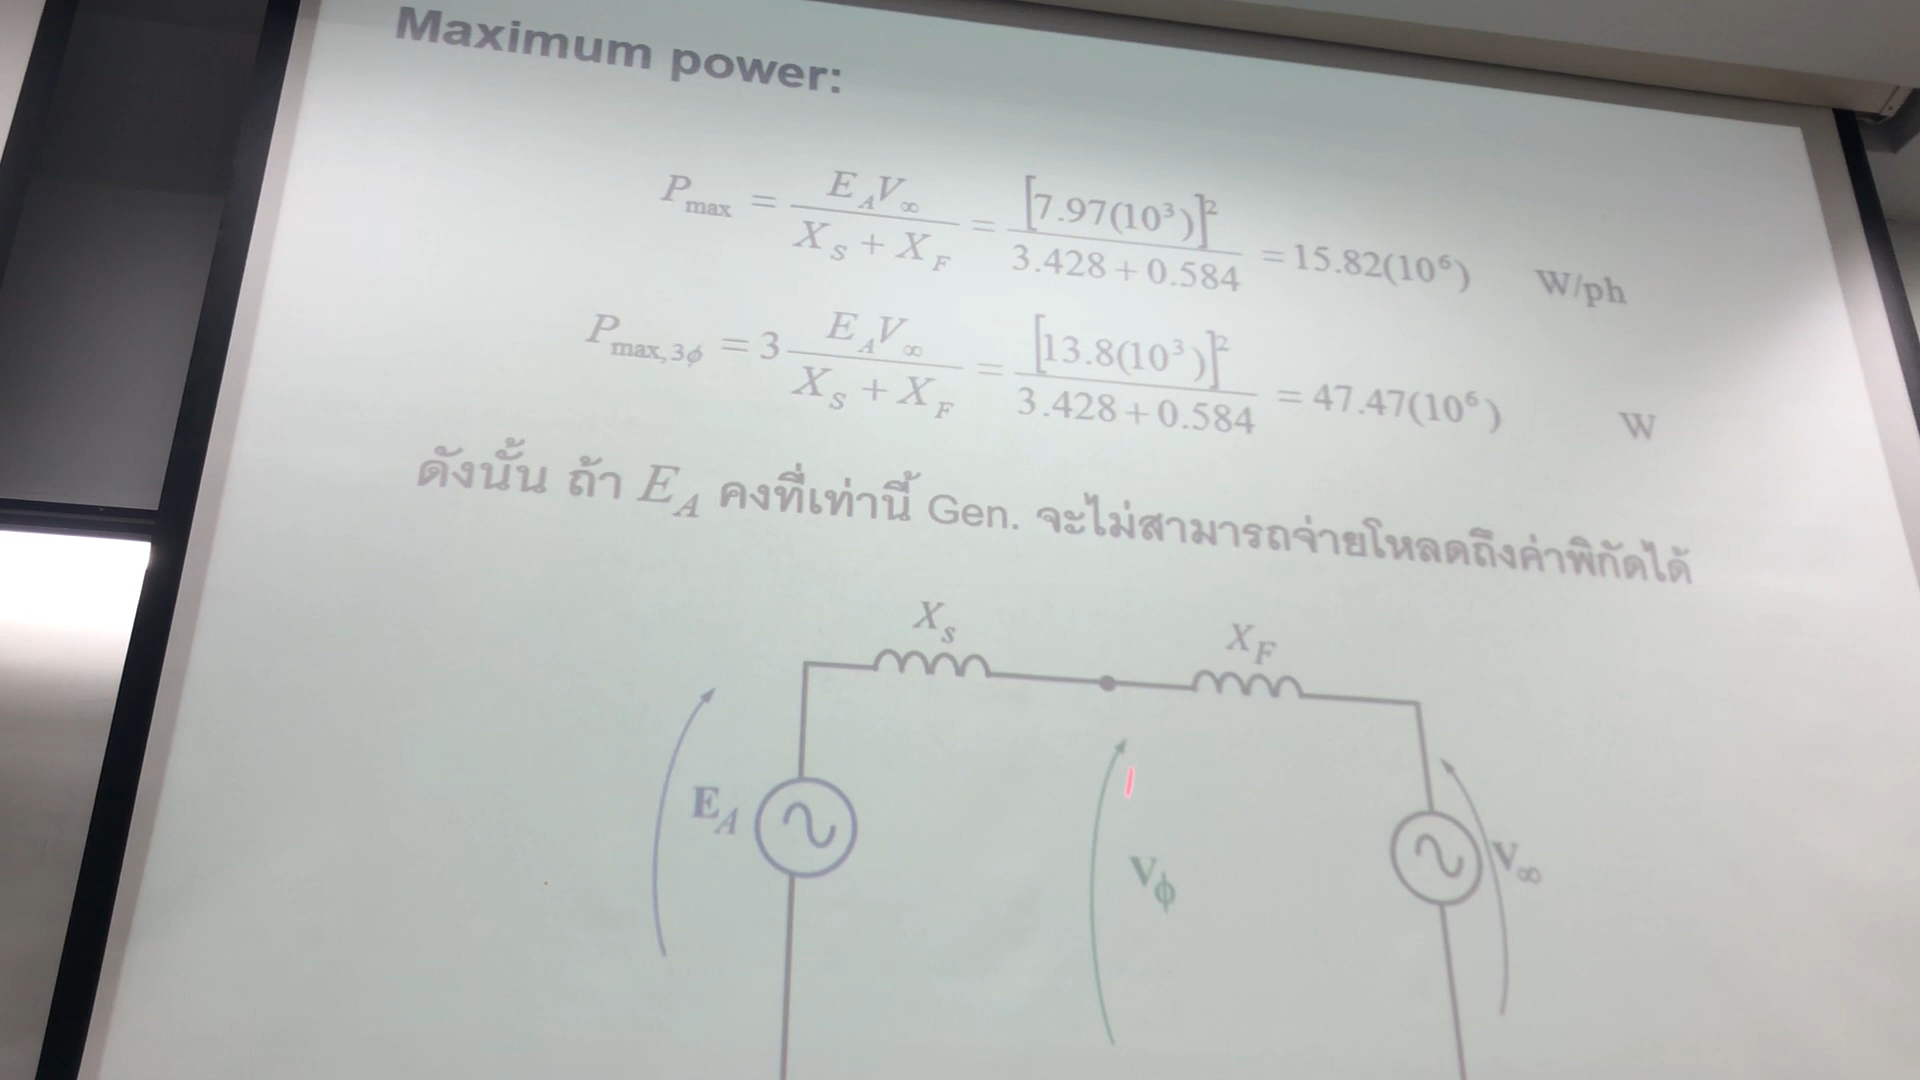 Maximum power:
P_max = E_A V_∞ / (X_S + X_F) = [7.97(10³)]² / (3.428 + 0.584) = 15.82(10⁶) W/ph
P_max,3ϕ = 3 E_A V_∞ / (X_S + X_F) = [13.8(10³)]² / (3.428 + 0.584) = 47.47(10⁶) W
ดังนั้น ถ้า E_A คงที่เท่านี้ Gen. จะไม่สามารถจ่ายโหลดถึงค่าพิกัดได้
X_s
X_F
E_A
V_ϕ
V_∞